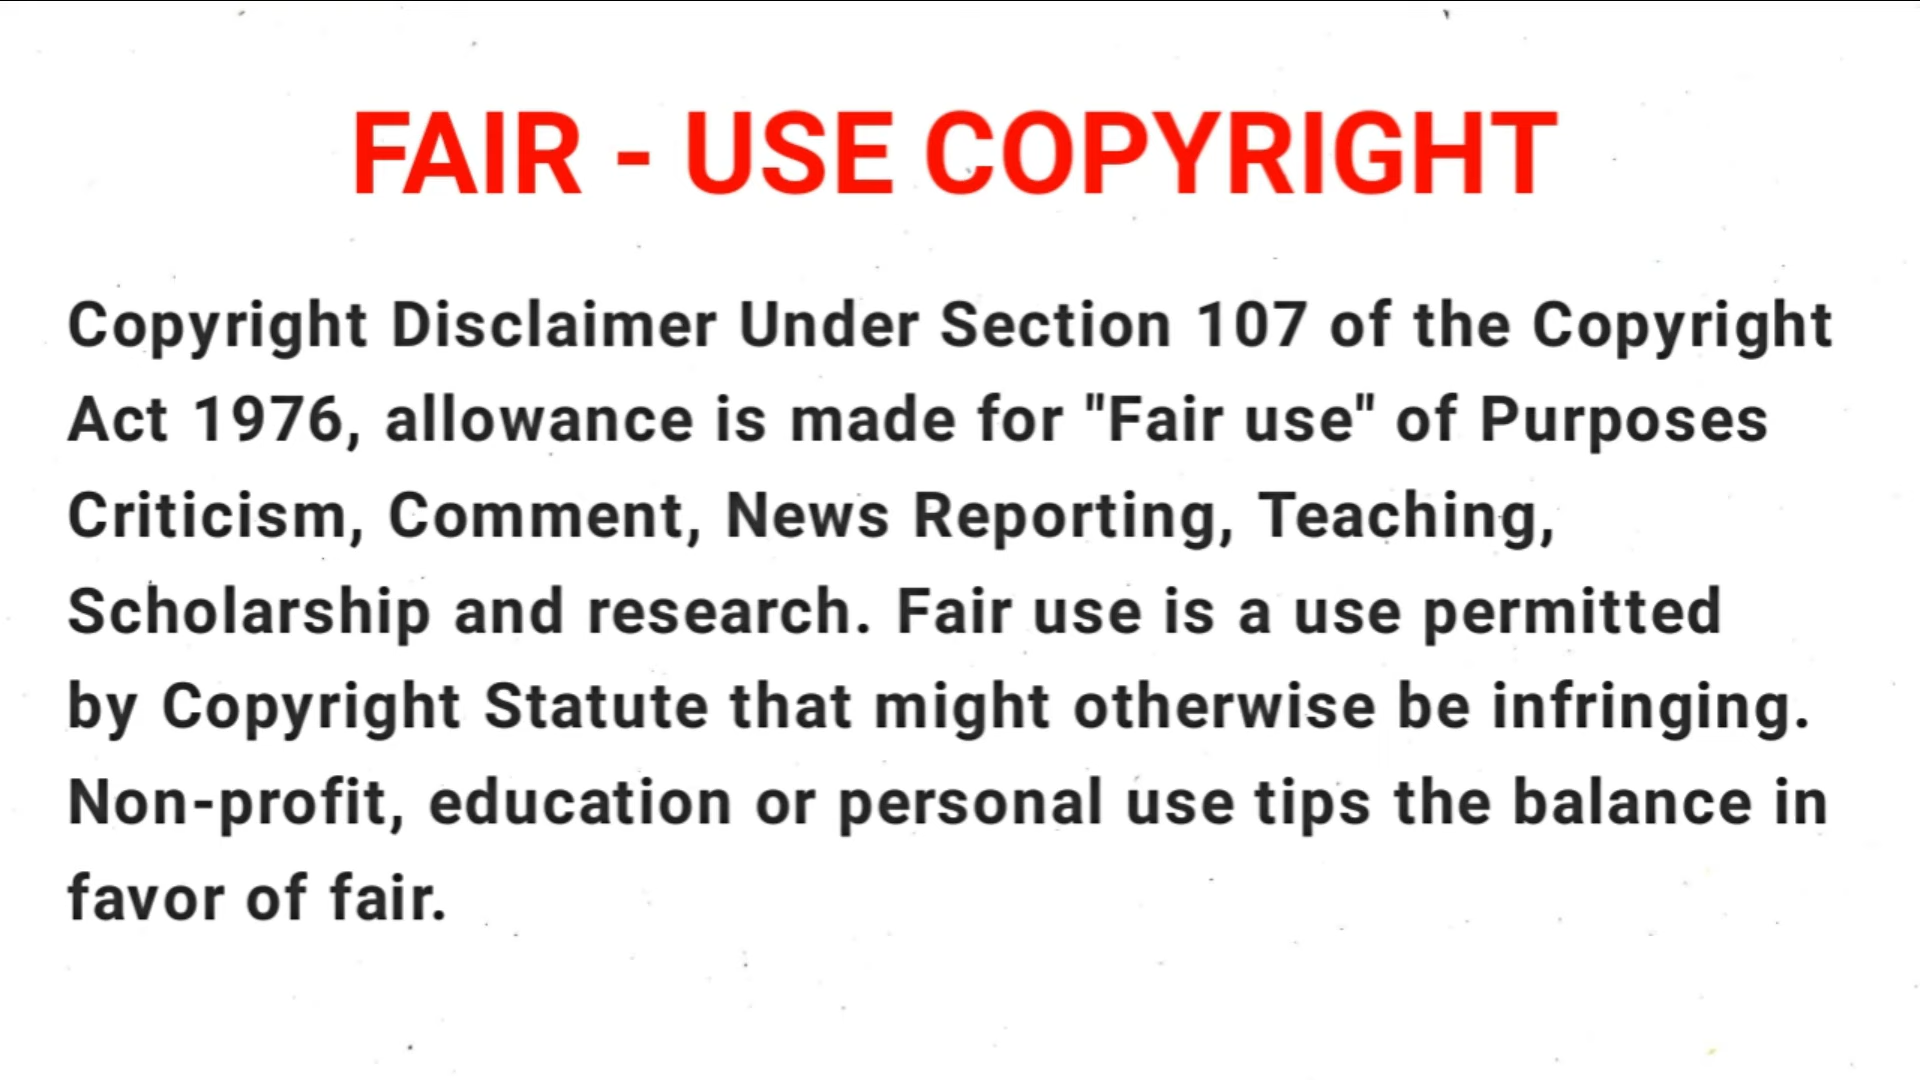 FAIR - USE COPYRIGHT
Copyright Disclaimer Under Section 107 of the Copyright
Act 1976, allowance is made for "Fair use" of Purposes
Criticism, Comment, News Reporting, Teaching,
Scholarship and research. Fair use is a use permitted
by Copyright Statute that might otherwise be infringing.
Non-profit, education or personal use tips the balance in
favor of fair.